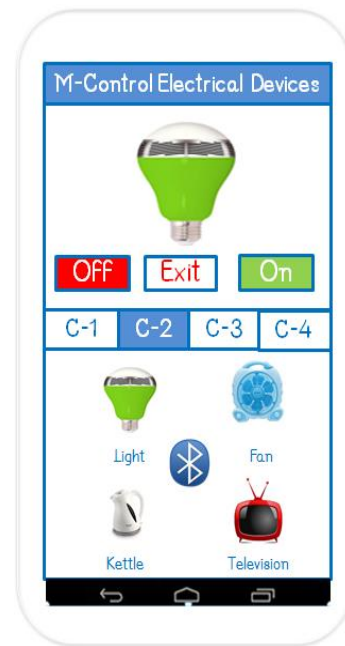 M-Control Electrical Devices
Off Exit On
C-1 C-2 C-3 C-4
Light Fan
Kettle Television